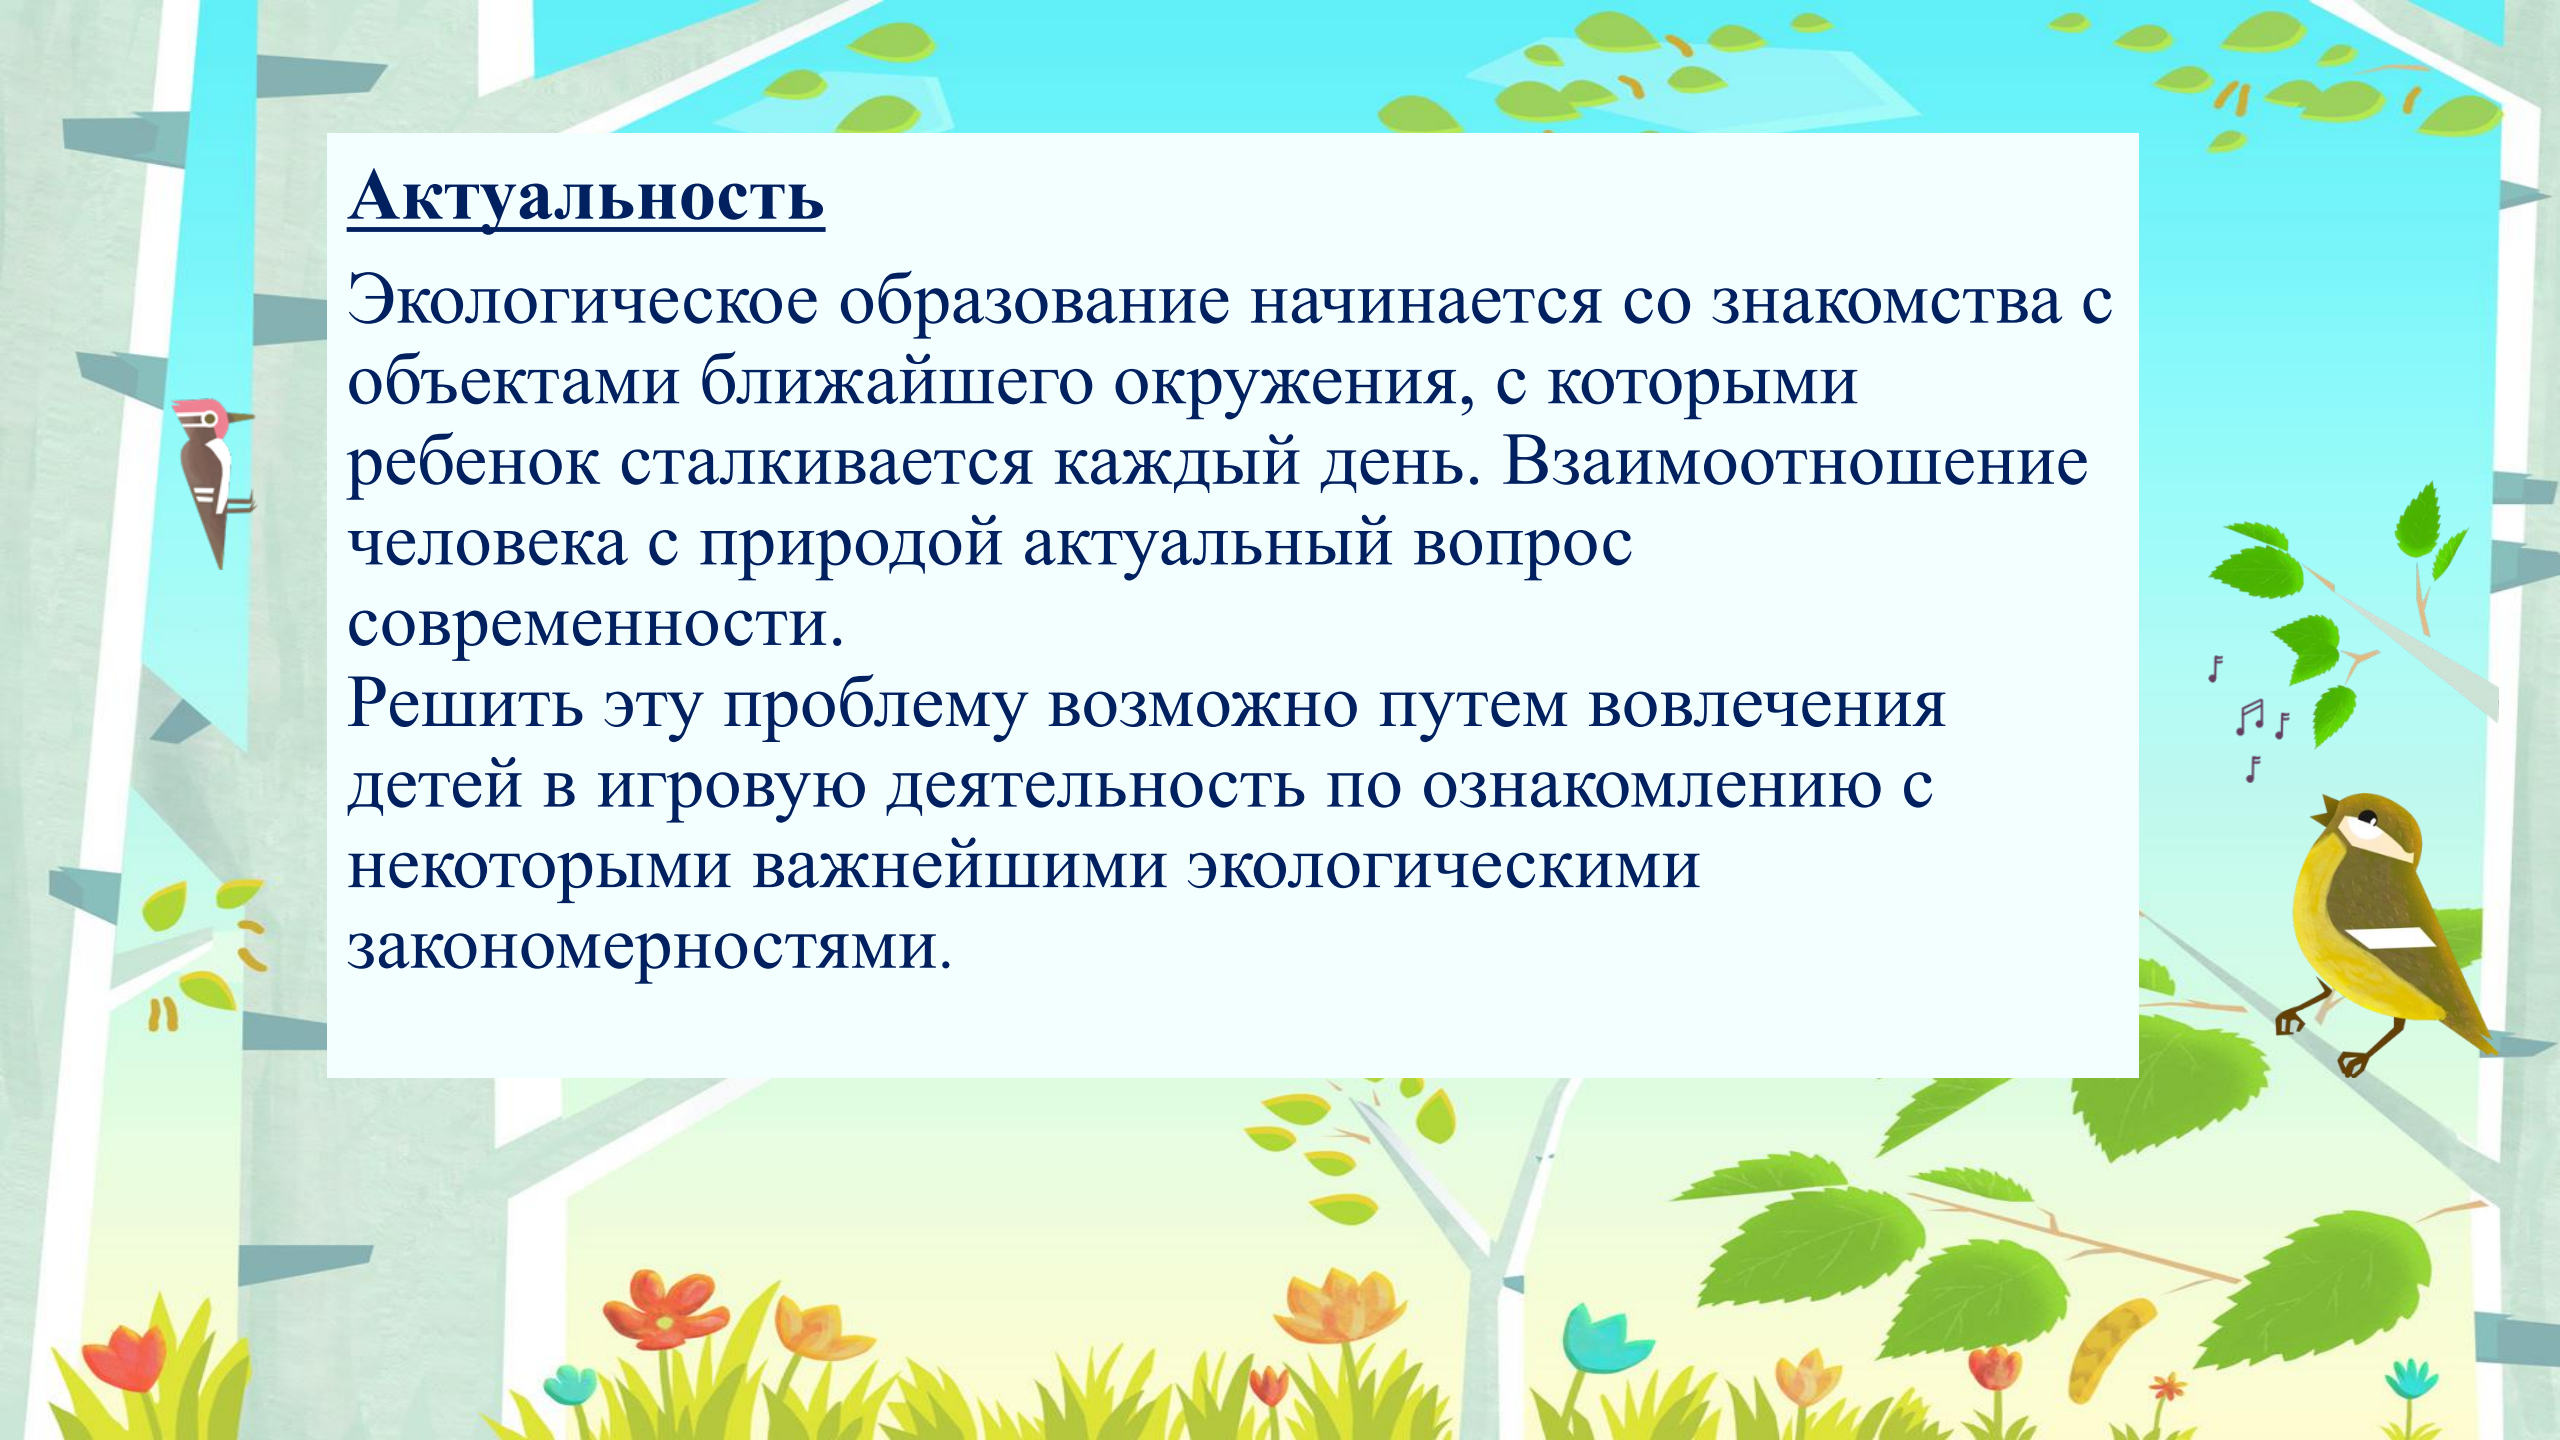 Актуальность
Экологическое образование начинается со знакомства с
объектами ближайшего окружения, с которыми
ребенок сталкивается каждый день. Взаимоотношение
человека с природой актуальный вопрос
современности.
Решить эту проблему возможно путем вовлечения
детей в игровую деятельность по ознакомлению с
некоторыми важнейшими экологическими
закономерностями.